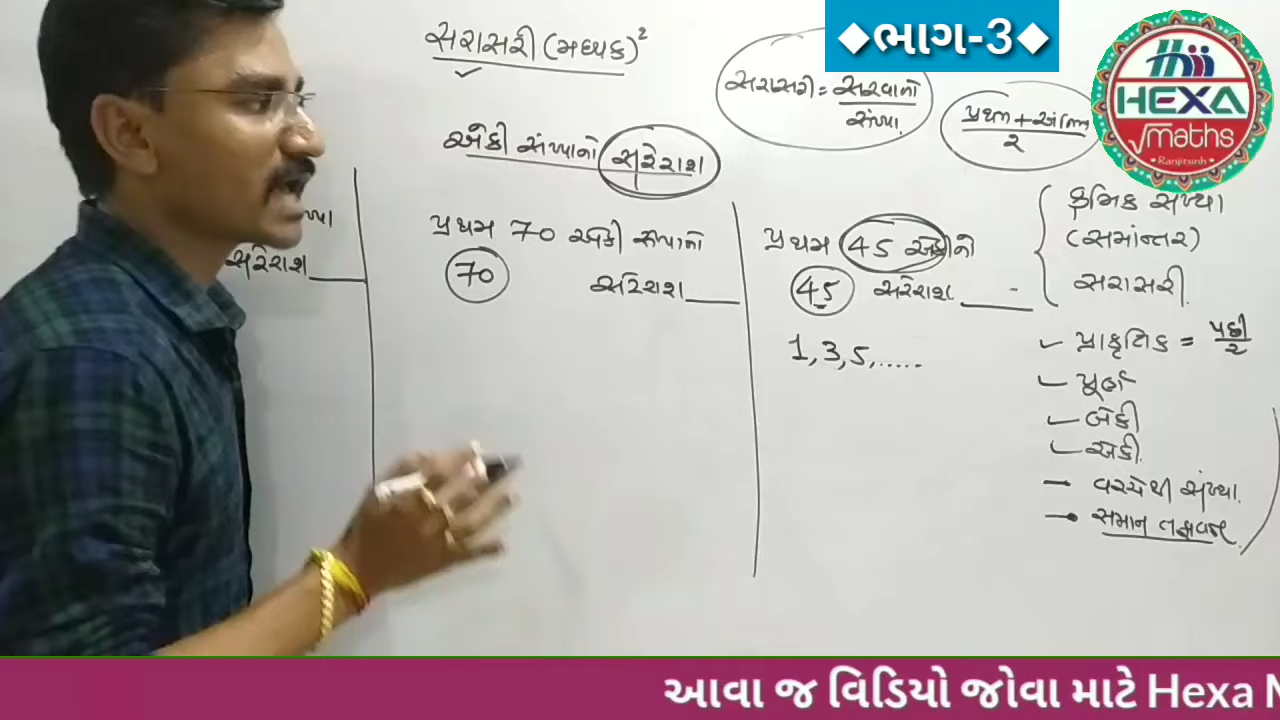 ◆ભાગ-3◆
HEXA
√maths
Ranjitsinh
સરાસરી (મધ્યક)²
સરાસરી = સરવાળો
સંખ્યા
પ્રથમ + અંતિમ
2
એકી સંખ્યાનો સરેરાશ
સરેરાશ
પ્રથમ 70 એકી સંખ્યાનો
70 સરેરાશ
પ્રથમ 45 એકીનો
45 સરેરાશ
1, 3, 5, ......
ક્રમિક સંખ્યા
(સમાંતર)
સરાસરી
પ્રાકૃતિક = પછી
2
પૂર્ણ
બેકી
એકી
વચ્ચેથી સંખ્યા
સમાન તફાવત
આવા જ વિડિયો જોવા માટે Hexa